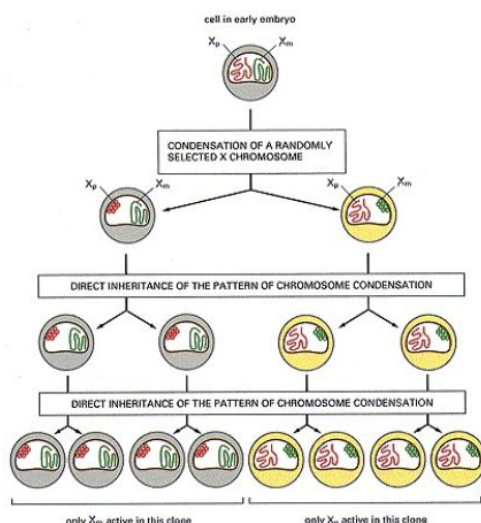 cell in early embryo
Xp Xm
CONDENSATION OF A RANDOMLY
SELECTED X CHROMOSOME
Xp Xm
Xp Xm
DIRECT INHERITANCE OF THE PATTERN OF CHROMOSOME CONDENSATION
DIRECT INHERITANCE OF THE PATTERN OF CHROMOSOME CONDENSATION
only Xm active in this clone
only Xp active in this clone